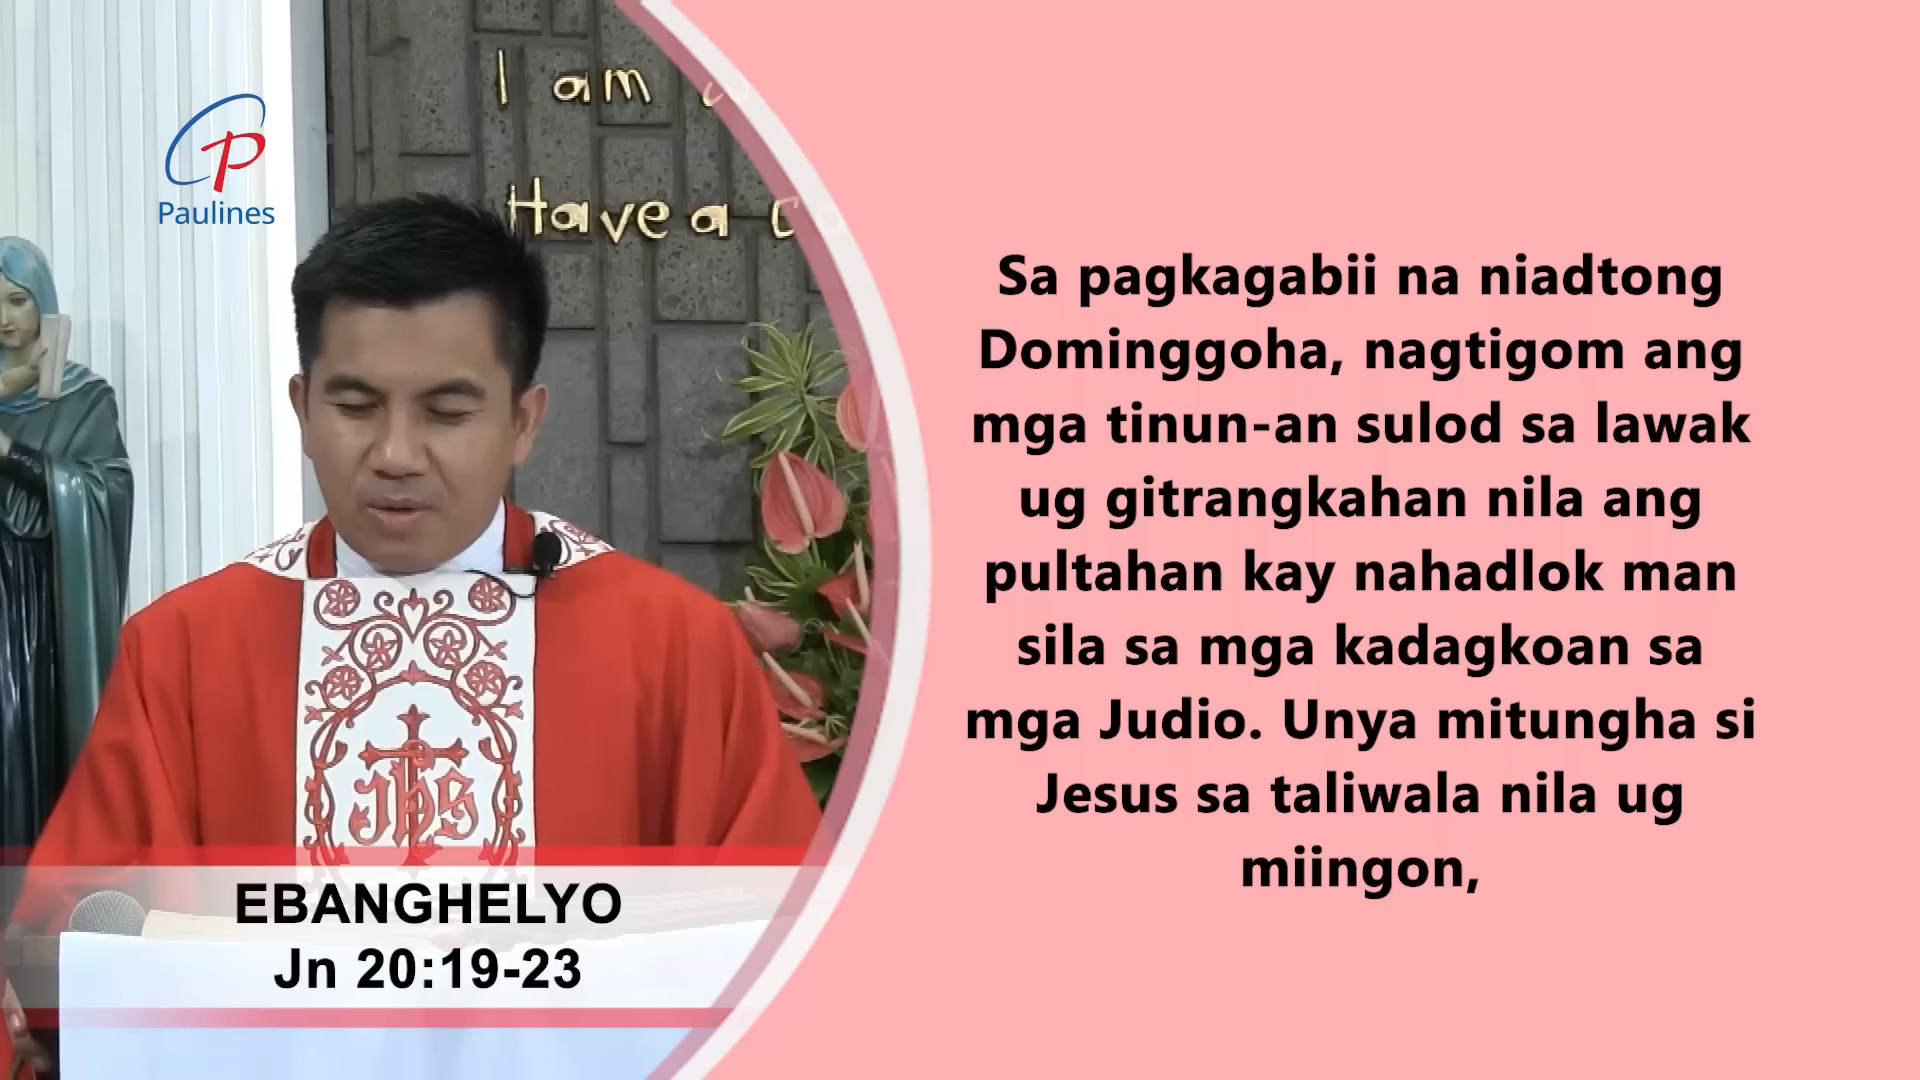 I am
Have a
Paulines
Sa pagkagabii na niadtong
Dominggoha, nagtigom ang
mga tinun-an sulod sa lawak
ug gitrangkahan nila ang
pultahan kay nahadlok man
sila sa mga kadagkoan sa
mga Judio. Unya mitungha si
Jesus sa taliwala nila ug
miingon,
JHS
EBANGHELYO
Jn 20:19-23